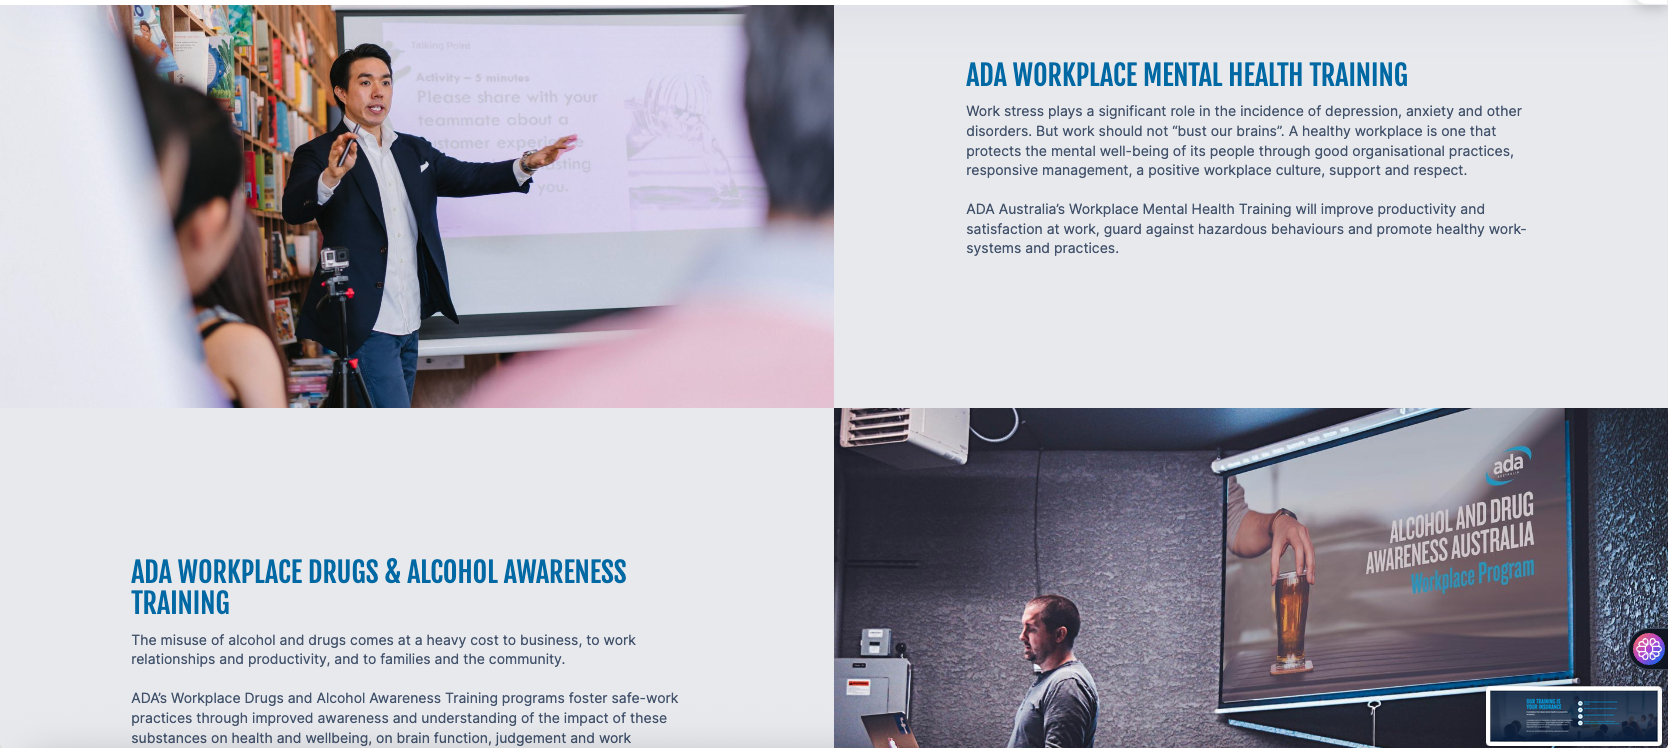 Talking Point
Activity – 5 minutes
Please share with your
teammate about a
customer experience
you.
ADA WORKPLACE MENTAL HEALTH TRAINING
Work stress plays a significant role in the incidence of depression, anxiety and other
disorders. But work should not “bust our brains”. A healthy workplace is one that
protects the mental well-being of its people through good organisational practices,
responsive management, a positive workplace culture, support and respect.
ADA Australia’s Workplace Mental Health Training will improve productivity and
satisfaction at work, guard against hazardous behaviours and promote healthy work-
systems and practices.
ADA WORKPLACE DRUGS & ALCOHOL AWARENESS
TRAINING
The misuse of alcohol and drugs comes at a heavy cost to business, to work
relationships and productivity, and to families and the community.
ADA’s Workplace Drugs and Alcohol Awareness Training programs foster safe-work
practices through improved awareness and understanding of the impact of these
substances on health and wellbeing, on brain function, judgement and work
ada
AUSTRALIA
ALCOHOL AND DRUG
AWARENESS AUSTRALIA
Workplace Program
OUR TRAINING IS
YOUR INSURANCE